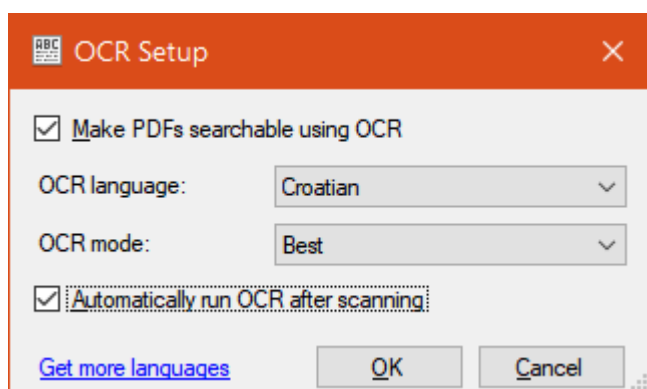 OCR Setup
Make PDFs searchable using OCR
OCR language: Croatian
OCR mode: Best
Automatically run OCR after scanning
Get more languages OK Cancel